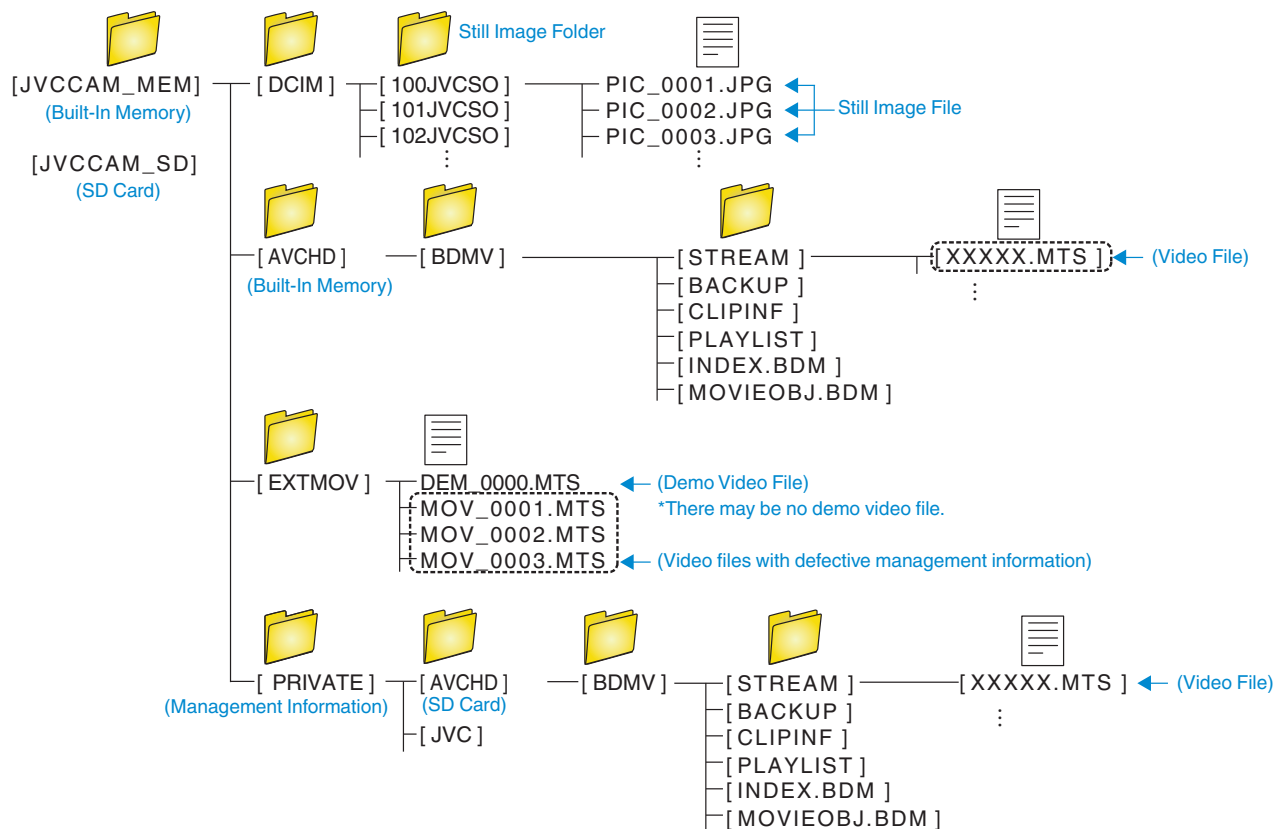 Still Image Folder
[JVCCAM_MEM]
(Built-In Memory)
[JVCCAM_SD]
(SD Card)
[ DCIM ]
[ 100JVCSO ]
[ 101JVCSO ]
[ 102JVCSO ]
PIC_0001.JPG
PIC_0002.JPG
PIC_0003.JPG
Still Image File
[ AVCHD ]
(Built-In Memory)
[ BDMV ]
[ STREAM ]
[ BACKUP ]
[ CLIPINF ]
[ PLAYLIST ]
[ INDEX.BDM ]
[ MOVIEOBJ.BDM ]
[ XXXXX.MTS ]
(Video File)
[ EXTMOV ]
DEM_0000.MTS
(Demo Video File)
*There may be no demo video file.
MOV_0001.MTS
MOV_0002.MTS
MOV_0003.MTS
(Video files with defective management information)
[ PRIVATE ]
(Management Information)
[ AVCHD ]
(SD Card)
[ JVC ]
[ BDMV ]
[ STREAM ]
[ BACKUP ]
[ CLIPINF ]
[ PLAYLIST ]
[ INDEX.BDM ]
[ MOVIEOBJ.BDM ]
[ XXXXX.MTS ]
(Video File)